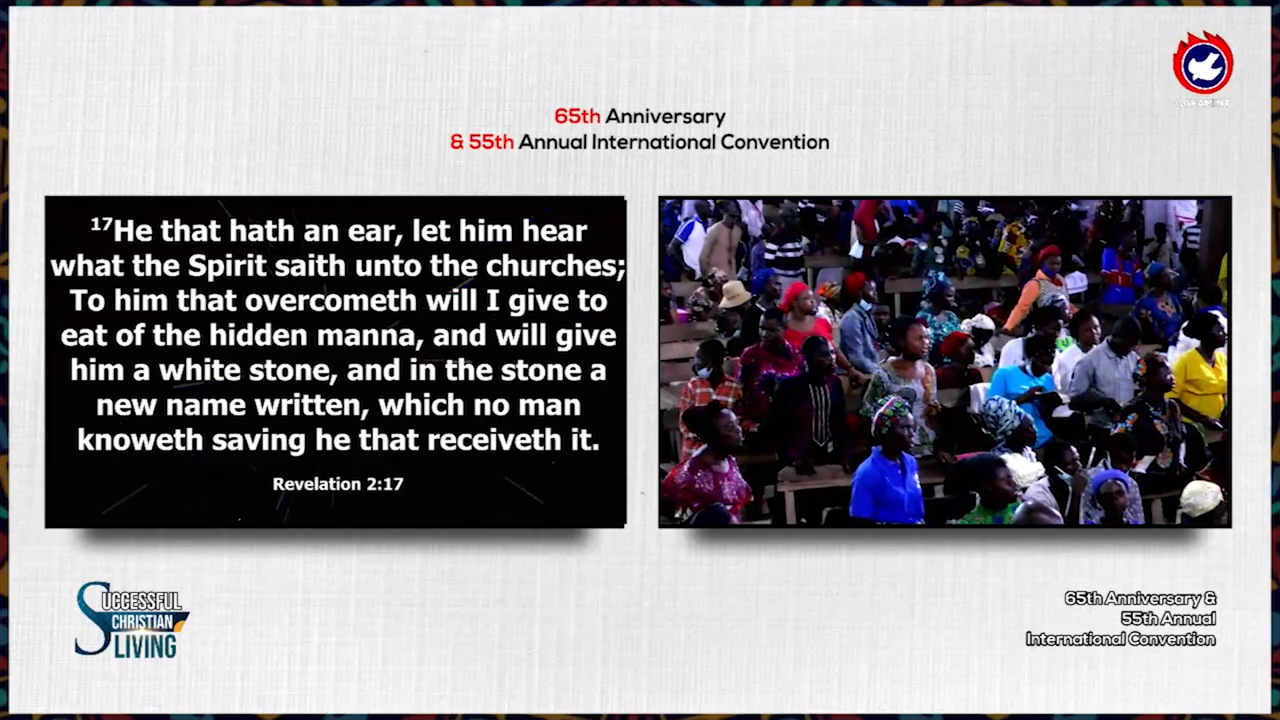 65th Anniversary
& 55th Annual International Convention
17He that hath an ear, let him hear
what the Spirit saith unto the churches;
To him that overcometh will I give to
eat of the hidden manna, and will give
him a white stone, and in the stone a
new name written, which no man
knoweth saving he that receiveth it.
Revelation 2:17
SUCCESSFUL
CHRISTIAN
LIVING
65th Anniversary &
55th Annual
International Convention